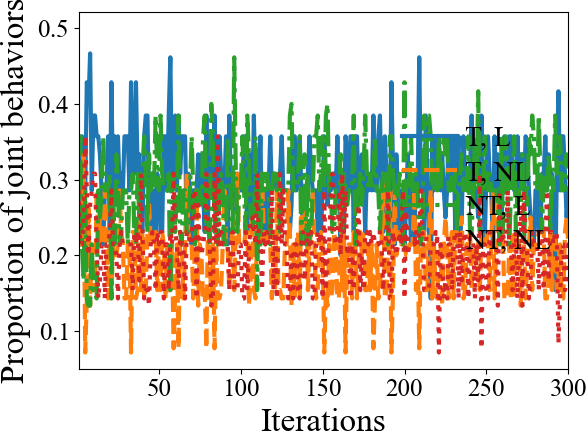 Proportion of joint behaviors
0.5
0.4
0.3
0.2
0.1
T, L
T, NL
NT, L
NT, NL
50
100
150
200
250
300
Iterations